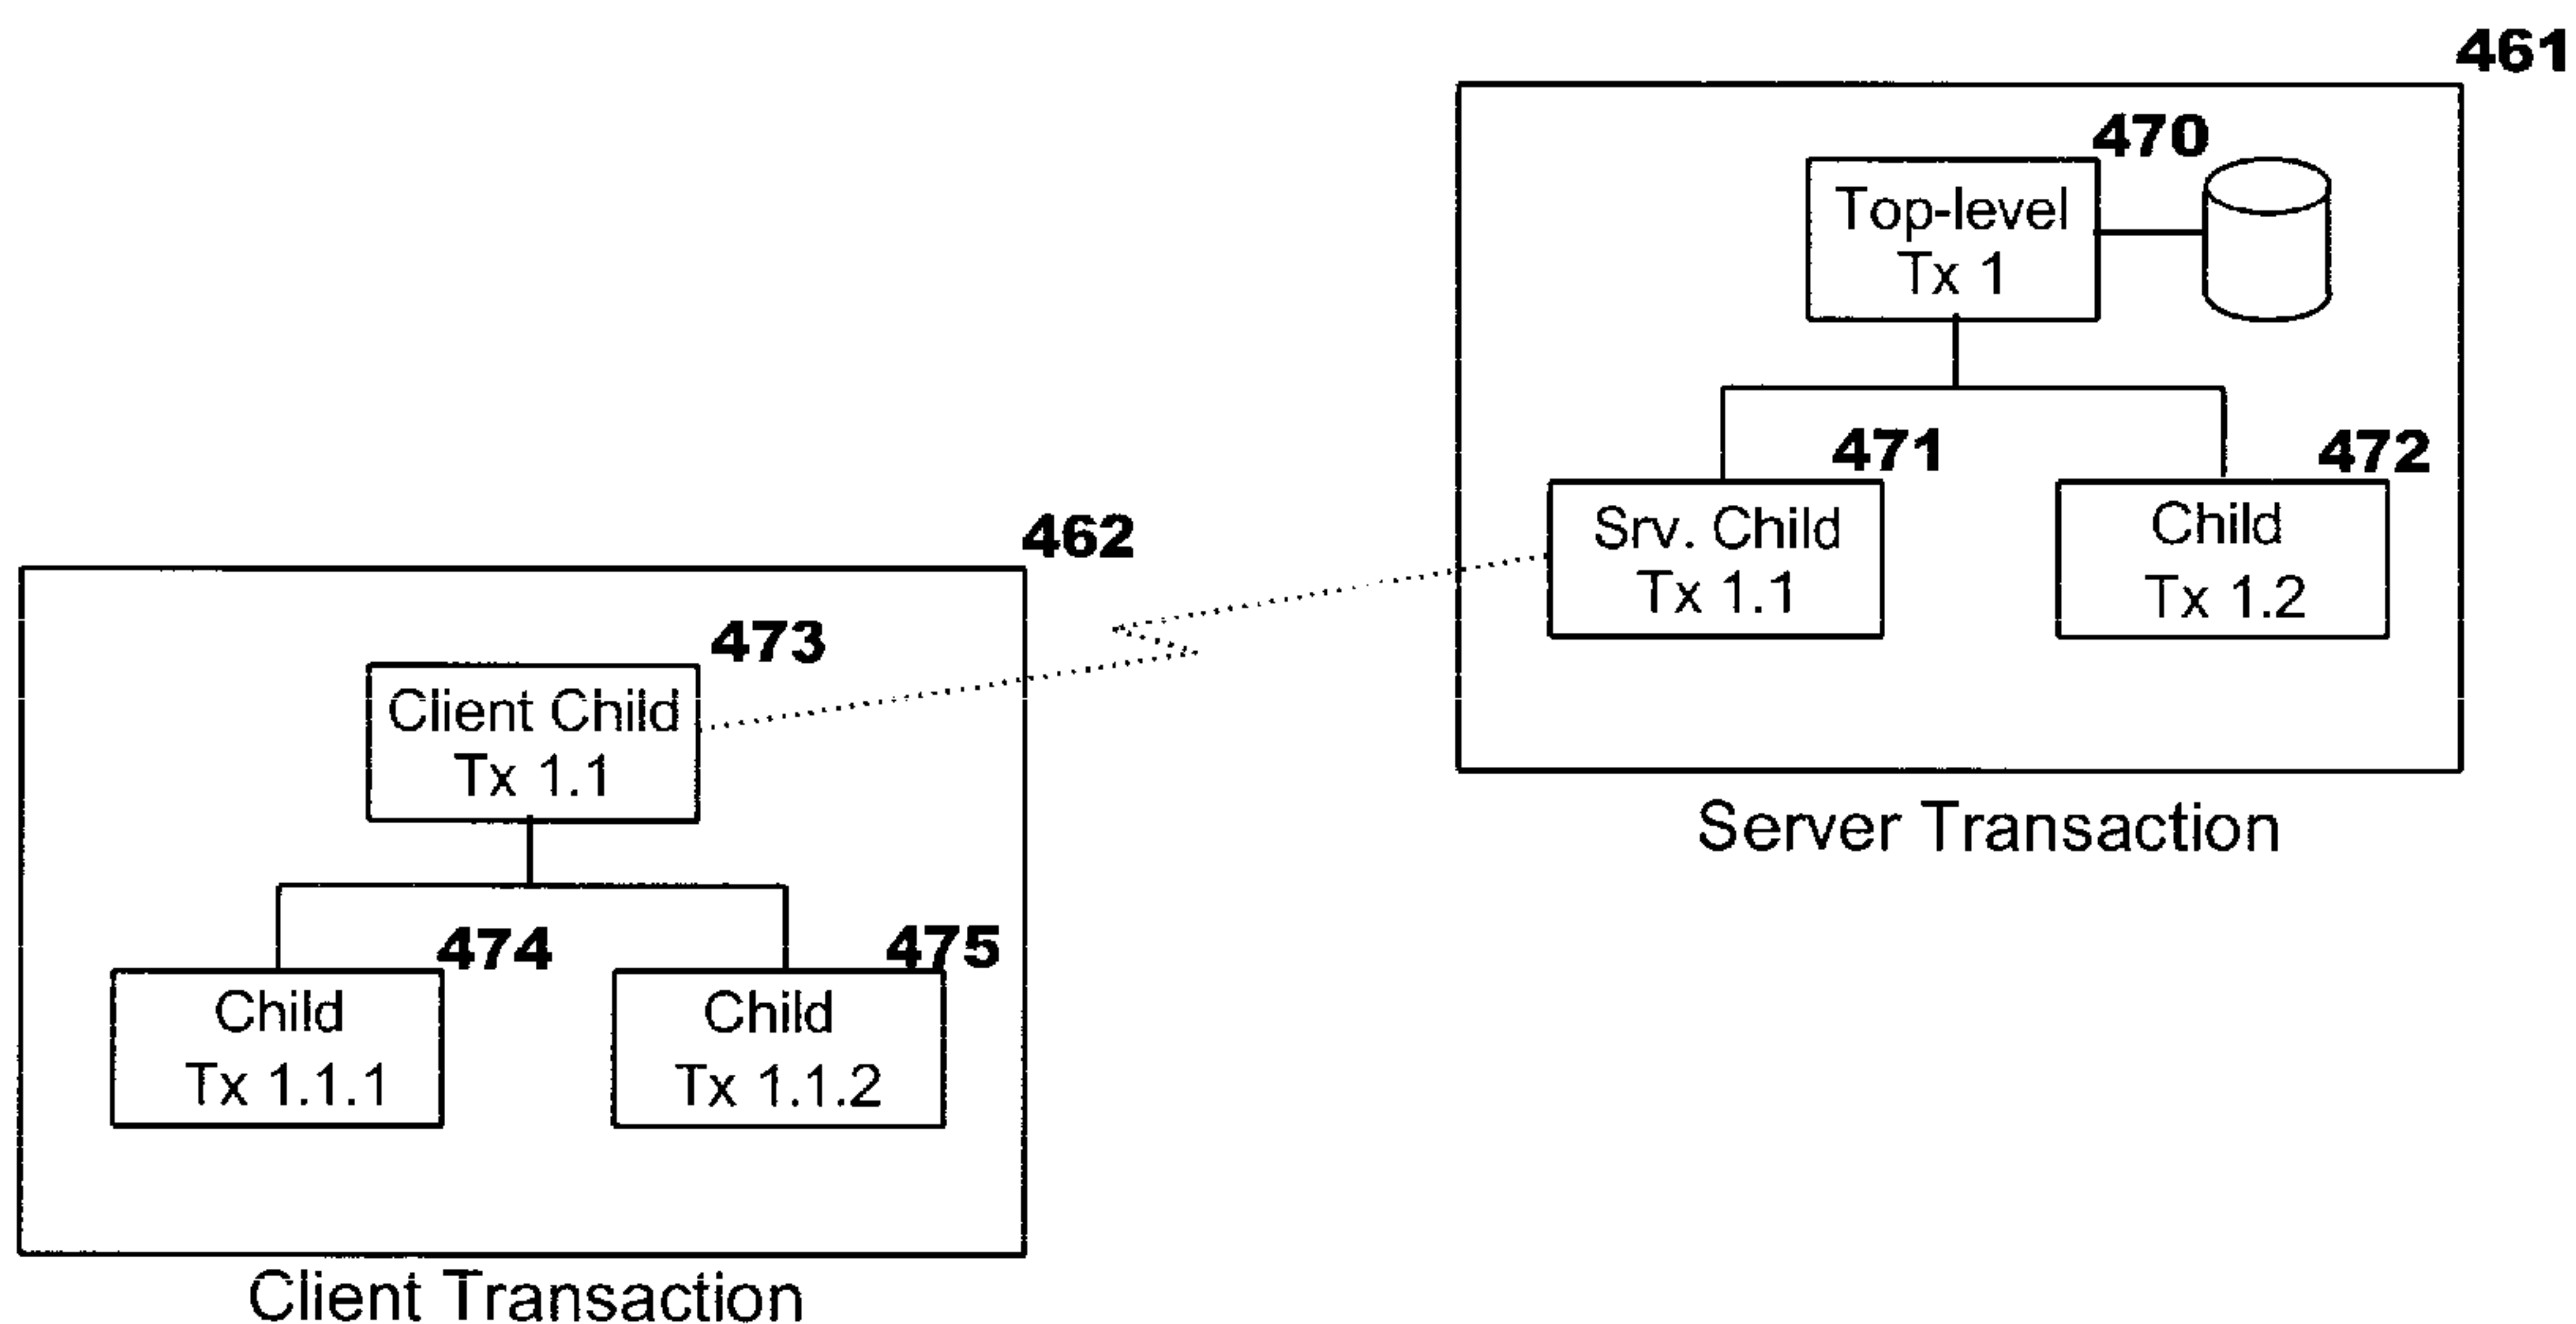 461
470
Top-level
Tx 1
471
472
Srv. Child
Tx 1.1
Child
Tx 1.2
Server Transaction
462
473
Client Child
Tx 1.1
474
475
Child
Tx 1.1.1
Child
Tx 1.1.2
Client Transaction